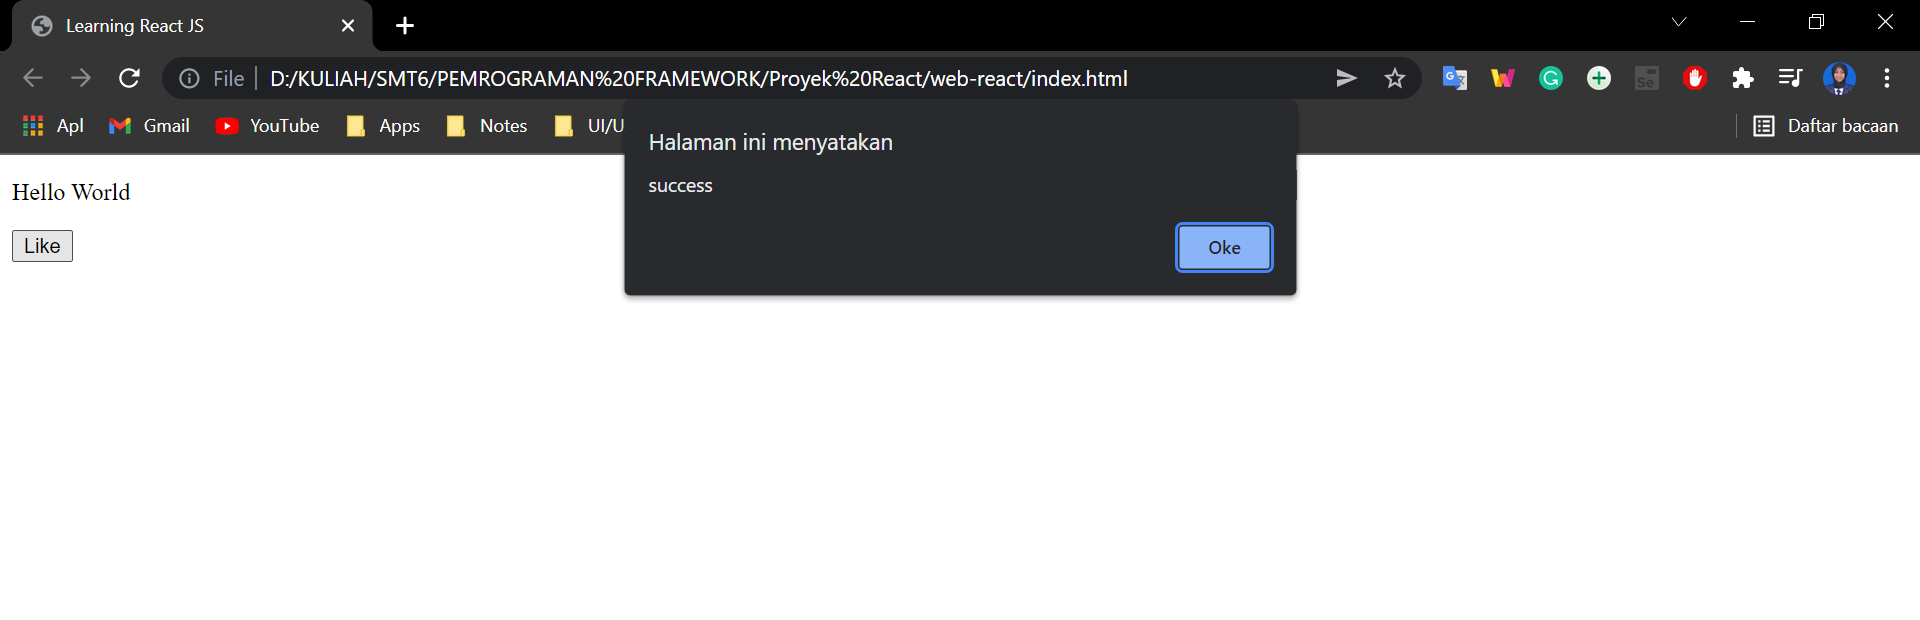 Learning React JS
File D:/KULIAH/SMT6/PEMROGRAMAN%20FRAMEWORK/Proyek%20React/web-react/index.html
Apl Gmail YouTube Apps Notes UI/U Daftar bacaan
Halaman ini menyatakan
success
Oke
Hello World
Like